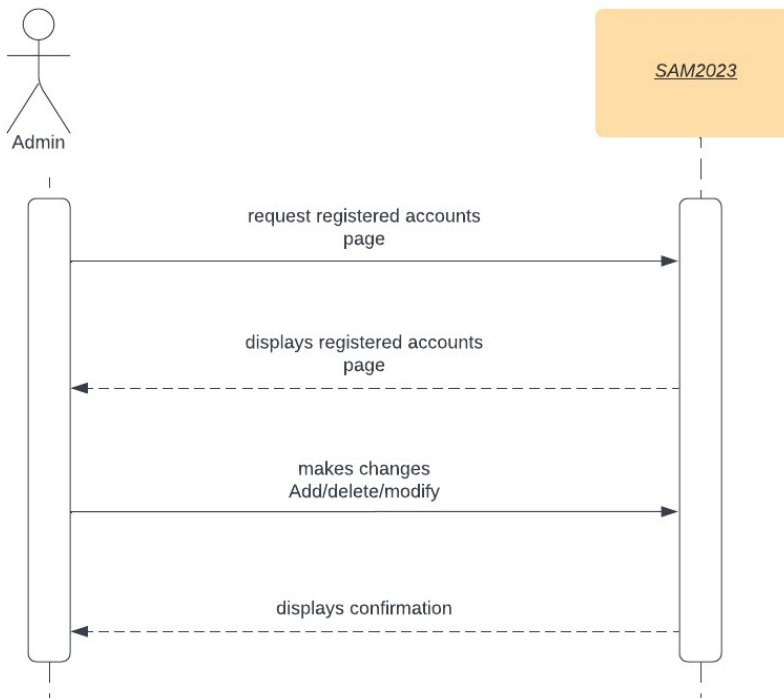 SAM2023
Admin
request registered accounts
page
displays registered accounts
page
makes changes
Add/delete/modify
displays confirmation